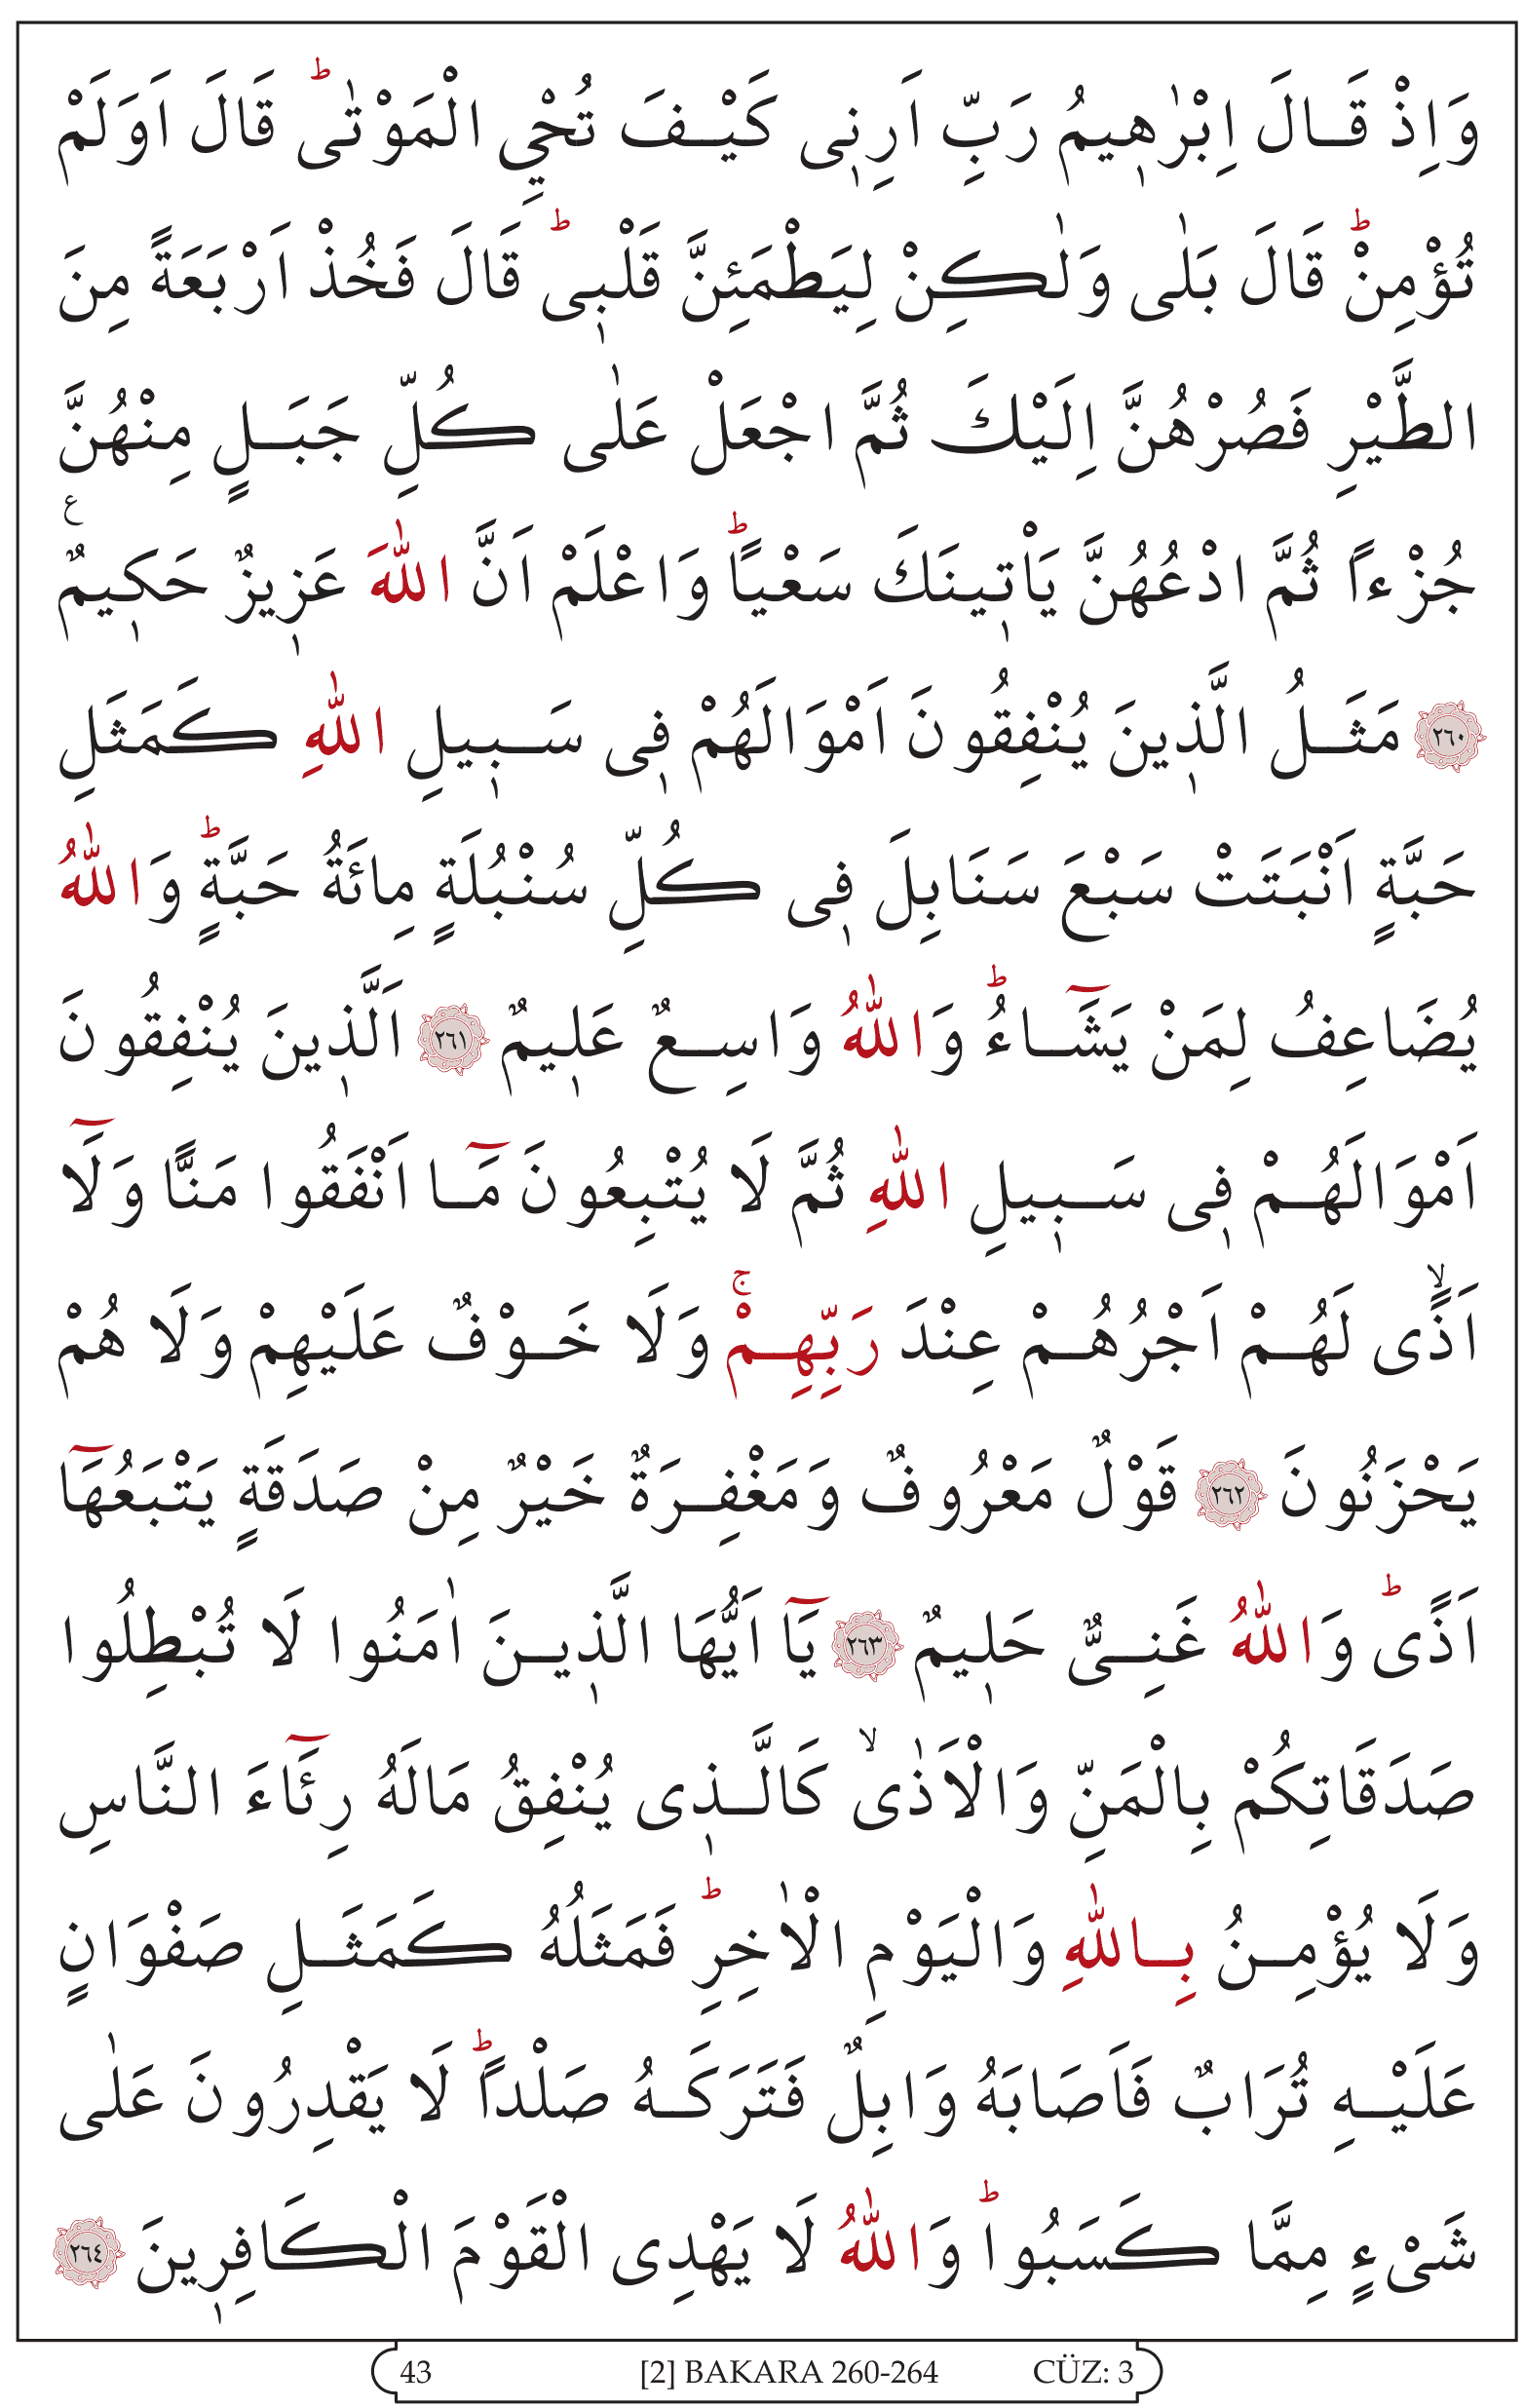 وَاِذْ قَالَ اِبْرٰه۪يمُ رَبِّ اَرِن۪ى كَيْفَ تُحْيِ الْمَوْتٰىۜ قَالَ اَوَلَمْ
تُؤْمِنْۜ قَالَ بَلٰى وَلٰكِنْ لِيَطْمَئِنَّ قَلْب۪ىۜ قَالَ فَخُذْ اَرْبَعَةً مِنَ
الطَّيْرِ فَصُرْهُنَّ اِلَيْكَ ثُمَّ اجْعَلْ عَلٰى كُلِّ جَبَلٍ مِنْهُنَّ
جُزْءاً ثُمَّ ادْعُهُنَّ يَأْت۪ينَكَ سَعْياًۜ وَاعْلَمْ اَنَّ اللّٰهَ عَز۪يزٌ حَك۪يمٌ۟ ع
﴿٢٦٠﴾ مَثَلُ الَّذ۪ينَ يُنْفِقُونَ اَمْوَالَهُمْ ف۪ى سَب۪يلِ اللّٰهِ كَمَثَلِ
حَبَّةٍ اَنْبَتَتْ سَبْعَ سَنَابِلَ ف۪ى كُلِّ سُنْبُلَةٍ مِائَةُ حَبَّةٍۜ وَاللّٰهُ
يُضَاعِفُ لِمَنْ يَشَٓاءُۜ وَاللّٰهُ وَاسِعٌ عَل۪يمٌ ﴿٢٦١﴾ اَلَّذ۪ينَ يُنْفِقُونَ
اَمْوَالَهُمْ ف۪ى سَب۪يلِ اللّٰهِ ثُمَّ لَا يُتْبِعُونَ مَٓا اَنْفَقُوا مَنًّا وَلَٓا
اَذًىۙ لَهُمْ اَجْرُهُمْ عِنْدَ رَبِّهِمْۚ وَلَا خَوْفٌ عَلَيْهِمْ وَلَا هُمْ
يَحْزَنُونَ ﴿٢٦٢﴾ قَوْلٌ مَعْرُوفٌ وَمَغْفِرَةٌ خَيْرٌ مِنْ صَدَقَةٍ يَتْبَعُهَٓا
اَذًىۜ وَاللّٰهُ غَنِىٌّ حَل۪يمٌ ﴿٢٦٣﴾ يَٓا اَيُّهَا الَّذ۪ينَ اٰمَنُوا لَا تُبْطِلُوا
صَدَقَاتِكُمْ بِالْمَنِّ وَالْاَذٰىۙ كَالَّذ۪ى يُنْفِقُ مَالَهُ رِئَٓاءَ النَّاسِ
وَلَا يُؤْمِنُ بِاللّٰهِ وَالْيَوْمِ الْاٰخِرِۜ فَمَثَلُهُ كَمَثَلِ صَفْوَانٍ
عَلَيْهِ تُرَابٌ فَاَصَابَهُ وَابِلٌ فَتَرَكَهُ صَلْداًۜ لَا يَقْدِرُونَ عَلٰى
شَىْءٍ مِمَّا كَسَبُواۜ وَاللّٰهُ لَا يَهْدِى الْقَوْمَ الْكَافِر۪ينَ ﴿٢٦٤﴾
43 [2] BAKARA 260-264 CÜZ: 3